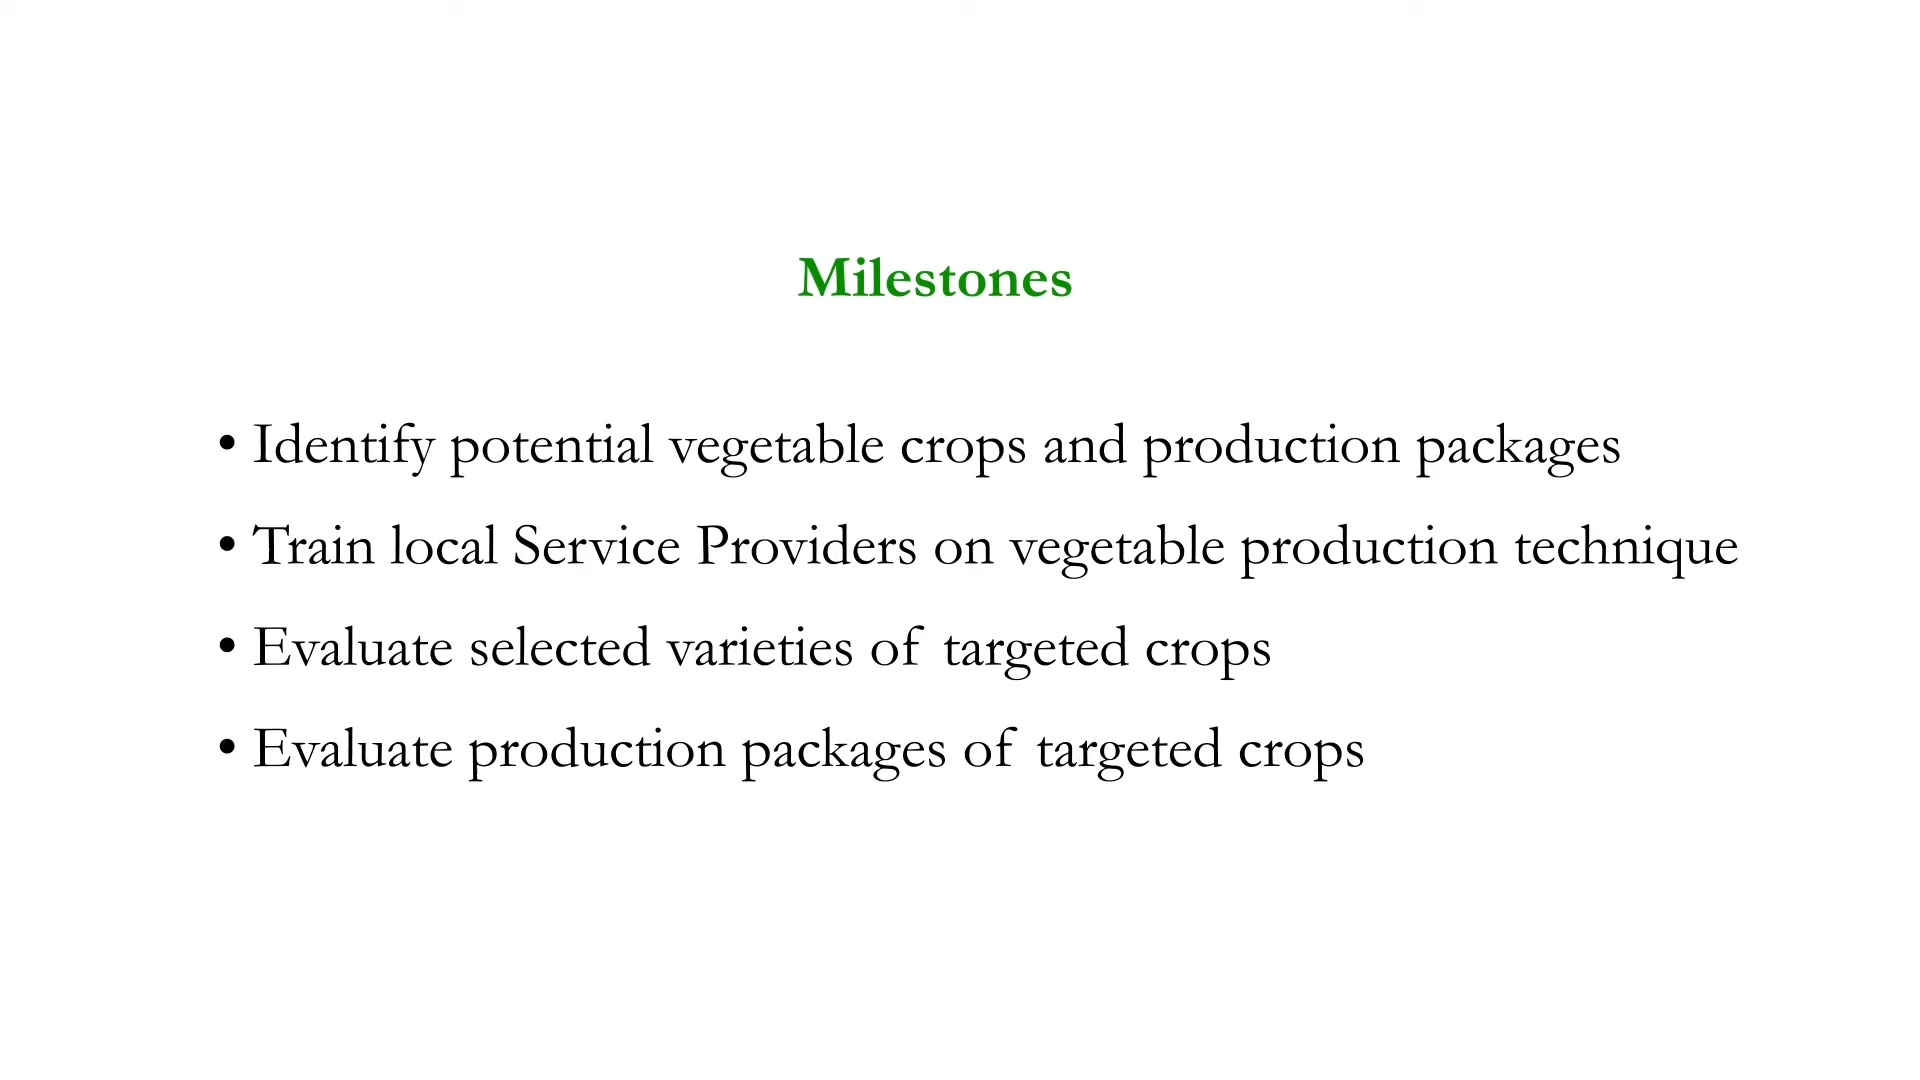 Milestones
• Identify potential vegetable crops and production packages
• Train local Service Providers on vegetable production technique
• Evaluate selected varieties of targeted crops
• Evaluate production packages of targeted crops